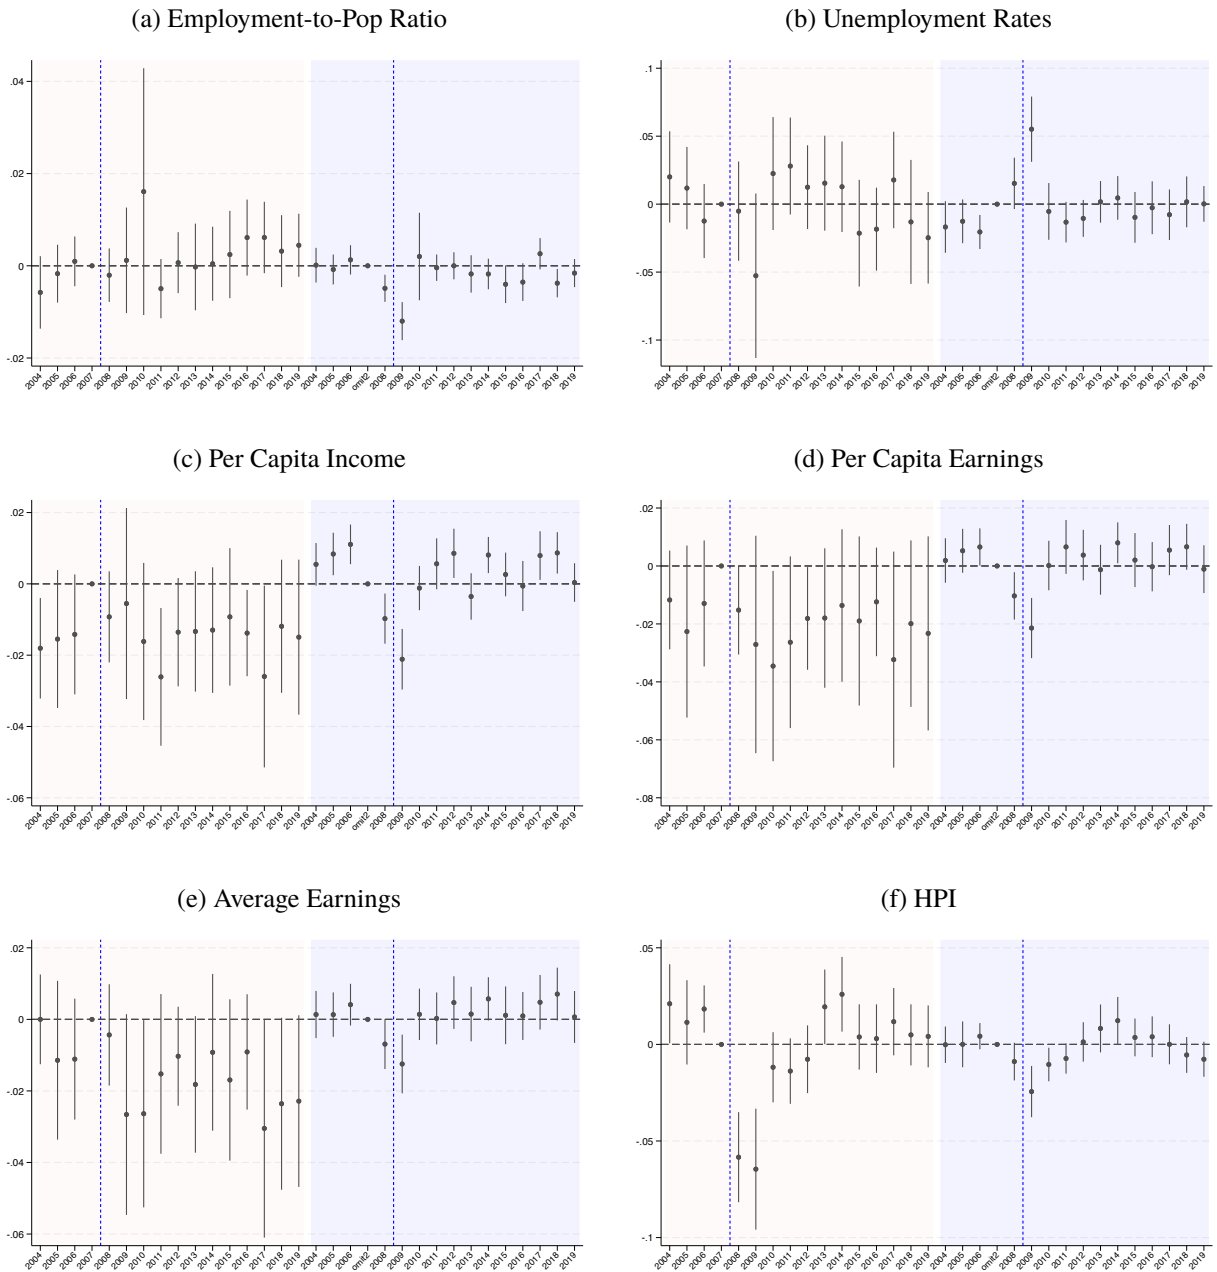 (a) Employment-to-Pop Ratio
.04
.02
0
-.02
2004 2005 2006 2007 2008 2009 2010 2011 2012 2013 2014 2015 2016 2017 2018 2019 2004 2005 2006 omit2 2008 2009 2010 2011 2012 2013 2014 2015 2016 2017 2018 2019
(b) Unemployment Rates
.1
.05
0
-.05
-.1
2004 2005 2006 2007 2008 2009 2010 2011 2012 2013 2014 2015 2016 2017 2018 2019 2004 2005 2006 omit2 2008 2009 2010 2011 2012 2013 2014 2015 2016 2017 2018 2019
(c) Per Capita Income
.02
0
-.02
-.04
-.06
2004 2005 2006 2007 2008 2009 2010 2011 2012 2013 2014 2015 2016 2017 2018 2019 2004 2005 2006 omit2 2008 2009 2010 2011 2012 2013 2014 2015 2016 2017 2018 2019
(d) Per Capita Earnings
.02
0
-.02
-.04
-.06
-.08
2004 2005 2006 2007 2008 2009 2010 2011 2012 2013 2014 2015 2016 2017 2018 2019 2004 2005 2006 omit2 2008 2009 2010 2011 2012 2013 2014 2015 2016 2017 2018 2019
(e) Average Earnings
.02
0
-.02
-.04
-.06
2004 2005 2006 2007 2008 2009 2010 2011 2012 2013 2014 2015 2016 2017 2018 2019 2004 2005 2006 omit2 2008 2009 2010 2011 2012 2013 2014 2015 2016 2017 2018 2019
(f) HPI
.05
0
-.05
-.1
2004 2005 2006 2007 2008 2009 2010 2011 2012 2013 2014 2015 2016 2017 2018 2019 2004 2005 2006 omit2 2008 2009 2010 2011 2012 2013 2014 2015 2016 2017 2018 2019